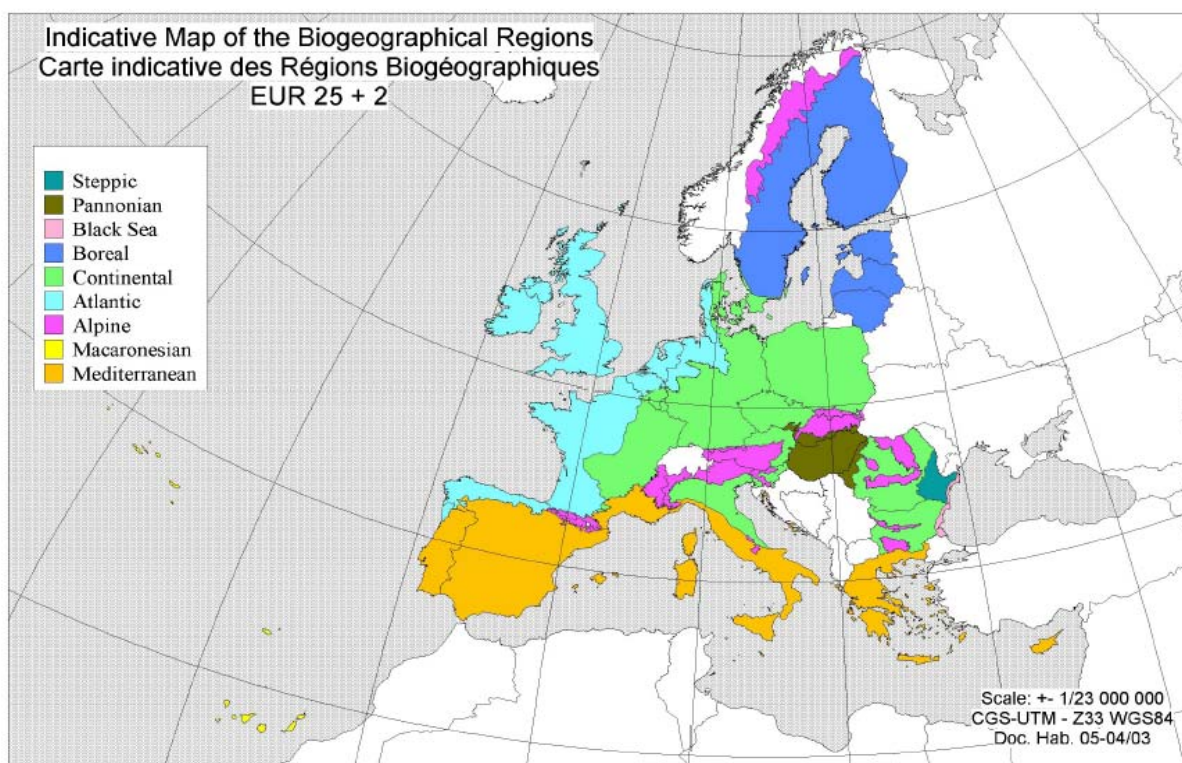 Indicative Map of the Biogeographical Regions
Carte indicative des Régions Biogéographiques
EUR 25 + 2
Steppic
Pannonian
Black Sea
Boreal
Continental
Atlantic
Alpine
Macaronesian
Mediterranean
Scale: +- 1/23 000 000
CGS-UTM - Z33 WGS84
Doc. Hab. 05-04/03